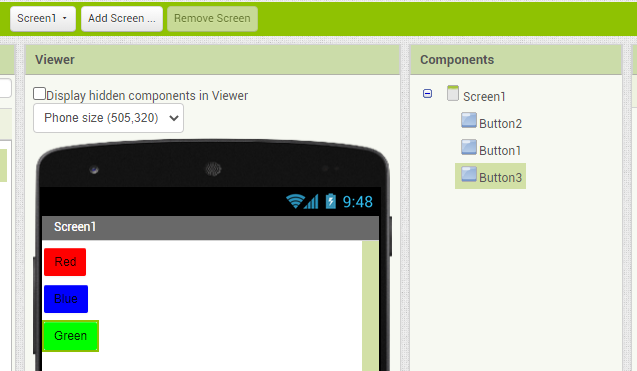 Screen1 Add Screen ... Remove Screen
Viewer
Display hidden components in Viewer
Phone size (505,320)
9:48
Screen1
Red
Blue
Green
Components
Screen1
Button2
Button1
Button3